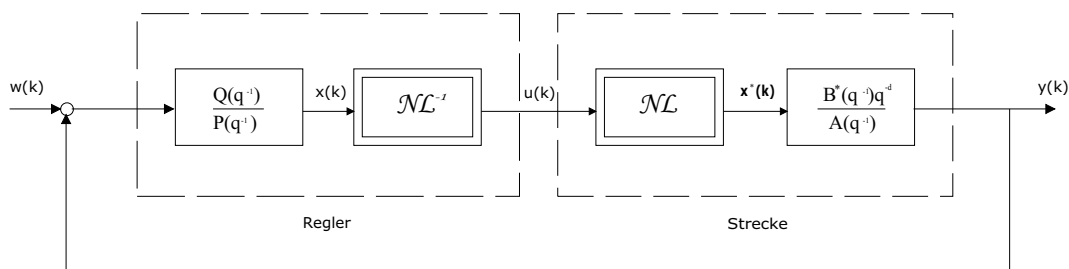 w(k)
Q(q⁻¹)
P(q⁻¹)
x(k)
NL⁻¹
u(k)
NL
x*(k)
B*(q⁻¹)q⁻ᵈ
A(q⁻¹)
y(k)
Regler
Strecke